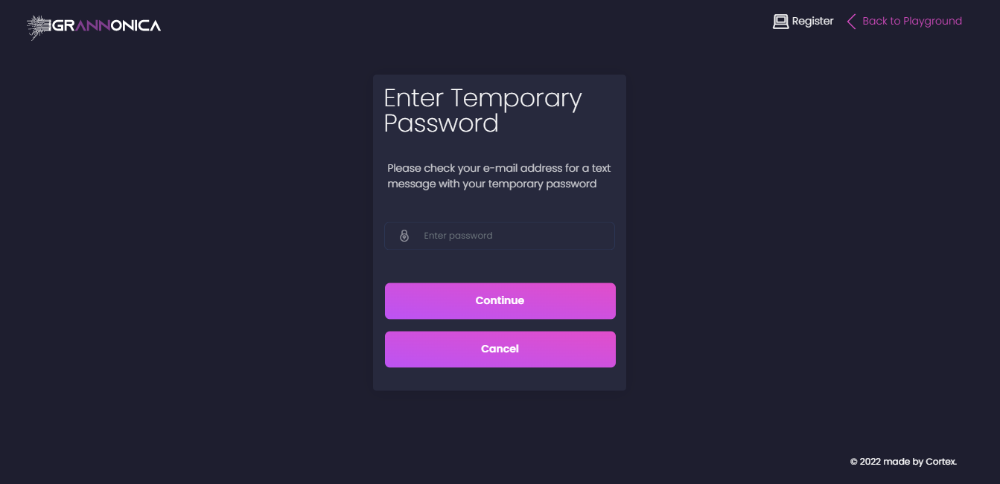 IGRANNONICA
Register
Back to Playground
Enter Temporary
Password
Please check your e-mail address for a text
message with your temporary password
Enter password
Continue
Cancel
© 2022 made by Cortex.